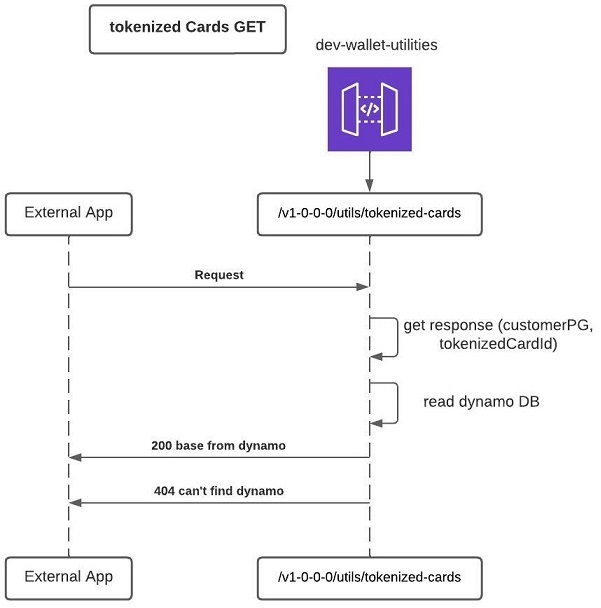 tokenized Cards GET
dev-wallet-utilities
</>
External App
/v1-0-0-0/utils/tokenized-cards
Request
get response (customerPG,
tokenizedCardId)
read dynamo DB
200 base from dynamo
404 can't find dynamo
External App
/v1-0-0-0/utils/tokenized-cards